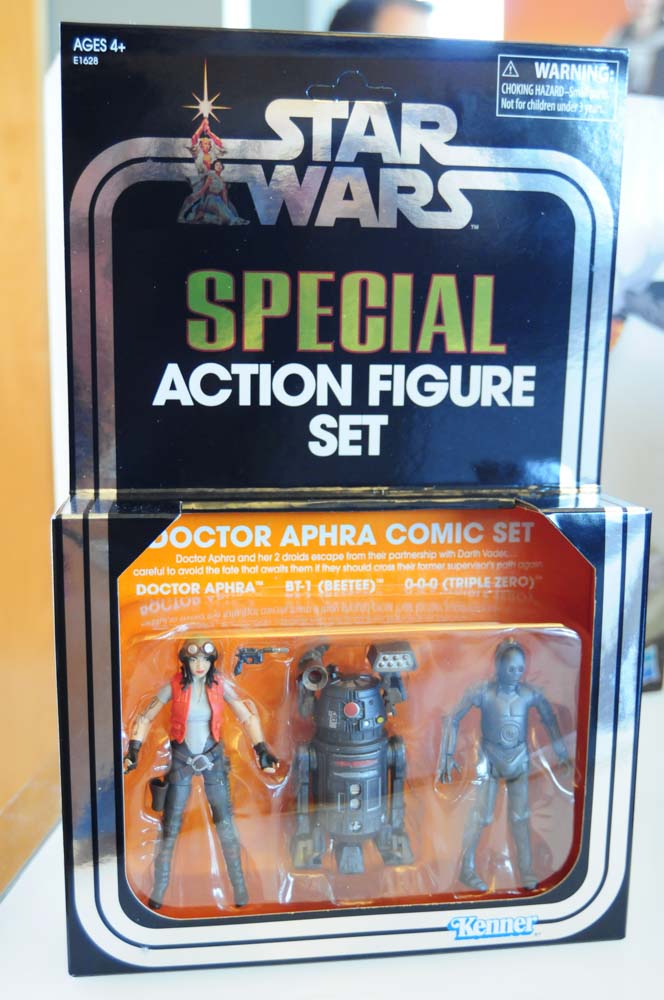 AGES 4+
E1628
WARNING:
CHOKING HAZARD–Small parts.
Not for children under 3 years.
STAR
WARS
TM
SPECIAL
ACTION FIGURE
SET
DOCTOR APHRA COMIC SET
Doctor Aphra and her 2 droids escape from their partnership with Darth Vader,...
careful to avoid the fate that awaits them if they should cross their former supervisor's path again.
DOCTOR APHRA™ BT-1 (BEETEE)™ 0-0-0 (TRIPLE ZERO)™
Kenner